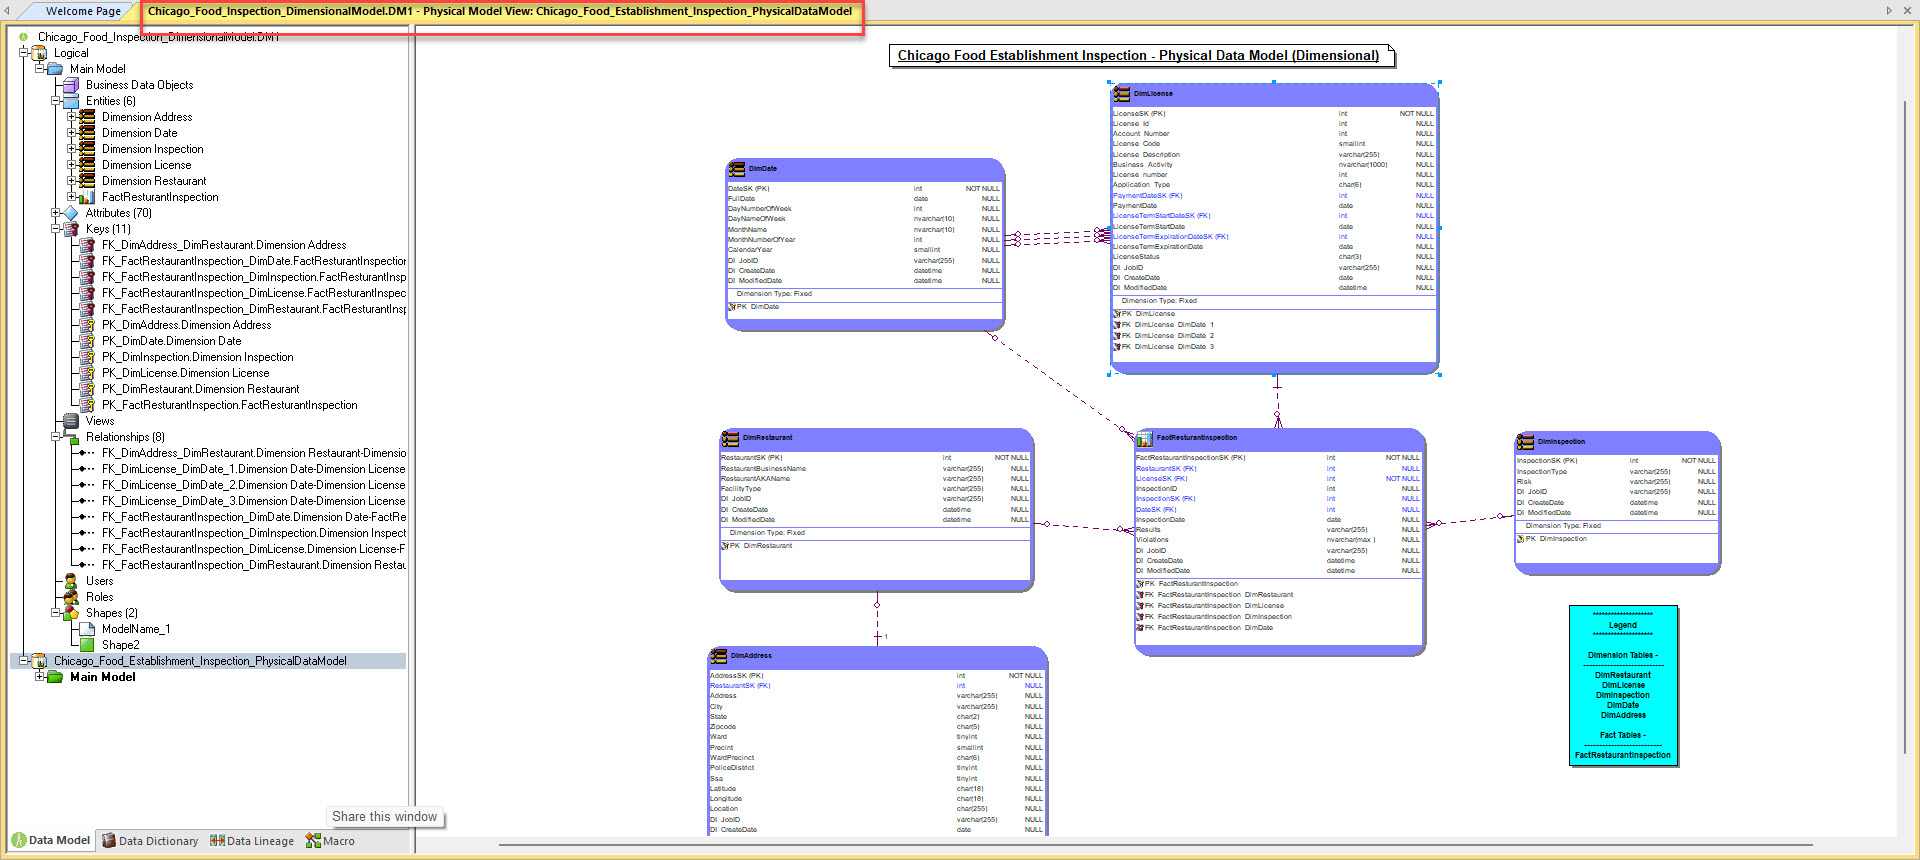 Welcome Page
Chicago_Food_Inspection_DimensionalModel.DM1 - Physical Model View: Chicago_Food_Establishment_Inspection_PhysicalDataModel
Chicago_Food_Inspection_DimensionalModel.DM1
Logical
Main Model
Business Data Objects
Entities (6)
Dimension Address
Dimension Date
Dimension Inspection
Dimension License
Dimension Restaurant
FactResturantInspection
Attributes (70)
Keys (11)
FK_DimAddress_DimRestaurant.Dimension Address
FK_FactRestaurantInspection_DimDate.FactResturantInspection
FK_FactRestaurantInspection_DimInspection.FactResturantInsp
FK_FactRestaurantInspection_DimLicense.FactResturantInspec
FK_FactRestaurantInspection_DimRestaurant.FactResturantInsp
PK_DimAddress.Dimension Address
PK_DimDate.Dimension Date
PK_DimInspection.Dimension Inspection
PK_DimLicense.Dimension License
PK_DimRestaurant.Dimension Restaurant
PK_FactResturantInspection.FactResturantInspection
Views
Relationships (8)
FK_DimAddress_DimRestaurant.Dimension Restaurant-Dimensio
FK_DimLicense_DimDate_1.Dimension Date-Dimension License
FK_DimLicense_DimDate_2.Dimension Date-Dimension License
FK_DimLicense_DimDate_3.Dimension Date-Dimension License
FK_FactRestaurantInspection_DimDate.Dimension Date-FactRe
FK_FactRestaurantInspection_DimInspection.Dimension Inspect
FK_FactRestaurantInspection_DimLicense.Dimension License-F
FK_FactRestaurantInspection_DimRestaurant.Dimension Restau
Users
Roles
Shapes (2)
ModelName_1
Shape2
Chicago_Food_Establishment_Inspection_PhysicalDataModel
Main Model
Share this window
Data Model
Data Dictionary
Data Lineage
Macro
Chicago Food Establishment Inspection - Physical Data Model (Dimensional)
DimLicense
LicenseSK (PK) int NOT NULL
License Id int NULL
Account Number int NULL
License Code smallint NULL
License Description varchar(255) NULL
Business Activity nvarchar(1000) NULL
License number int NULL
Application Type char(6) NULL
PaymentDateSK (FK) int NULL
PaymentDate date NULL
LicenseTermStartDateSK (FK) int NULL
LicenseTermStartDate date NULL
LicenseTermExpirationDateSK (FK) int NULL
LicenseTermExpirationDate date NULL
LicenseStatus char(3) NULL
DI JobID varchar(255) NULL
DI CreateDate date NULL
DI ModifiedDate datetime NULL
Dimension Type: Fixed
PK DimLicense
FK DimLicense DimDate 1
FK DimLicense DimDate 2
FK DimLicense DimDate 3
DimDate
DateSK (PK) int NOT NULL
FullDate date NULL
DayNumberOfWeek int NULL
DayNameOfWeek nvarchar(10) NULL
MonthName nvarchar(10) NULL
MonthNumberOfYear int NULL
CalendarYear smallint NULL
DI JobID varchar(255) NULL
DI CreateDate datetime NULL
DI ModifiedDate datetime NULL
Dimension Type: Fixed
PK DimDate
DimRestaurant
RestaurantSK (PK) int NOT NULL
RestaurantBusinessName varchar(255) NULL
RestaurantAKAName varchar(255) NULL
FacilityType varchar(255) NULL
DI JobID varchar(255) NULL
DI CreateDate datetime NULL
DI ModifiedDate datetime NULL
Dimension Type: Fixed
PK DimRestaurant
FactResturantInspection
FactRestaurantInspectionSK (PK) int NOT NULL
RestaurantSK (FK) int NULL
LicenseSK (FK) int NOT NULL
InspectionID int NULL
InspectionSK (FK) int NULL
DateSK (FK) int NULL
InspectionDate date NULL
Results varchar(255) NULL
Violations nvarchar(max ) NULL
DI JobID varchar(255) NULL
DI CreateDate datetime NULL
DI ModifiedDate datetime NULL
PK FactResturantInspection
FK FactRestaurantInspection DimRestaurant
FK FactRestaurantInspection DimLicense
FK FactRestaurantInspection DimInspection
FK FactRestaurantInspection DimDate
DimInspection
InspectionSK (PK) int NOT NULL
InspectionType varchar(255) NULL
Risk varchar(255) NULL
DI JobID varchar(255) NULL
DI CreateDate datetime NULL
DI ModifiedDate datetime NULL
Dimension Type: Fixed
PK DimInspection
1
DimAddress
AddressSK (PK) int NOT NULL
RestaurantSK (FK) int NULL
Address varchar(255) NULL
City varchar(255) NULL
State char(2) NULL
Zipcode char(5) NULL
Ward tinyint NULL
Precint smallint NULL
WardPrecinct char(6) NULL
PoliceDistrict tinyint NULL
Ssa tinyint NULL
Latitude char(18) NULL
Longitude char(18) NULL
Location char(255) NULL
DI JobID varchar(255) NULL
DI CreateDate date NULL
********************
Legend
********************
Dimension Tables -
---------------------------
DimRestaurant
DimLicense
DimInspection
DimDate
DimAddress
Fact Tables -
--------------------------
FactRestaurantInspection